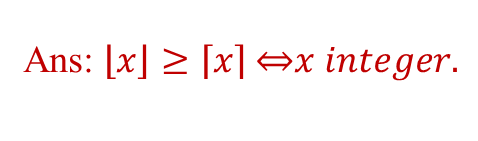 Ans: ⌊x⌋ ≥ ⌈x⌉ ⇔x integer.